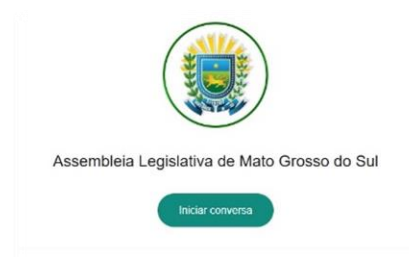 Assembleia Legislativa de Mato Grosso do Sul
Iniciar conversa